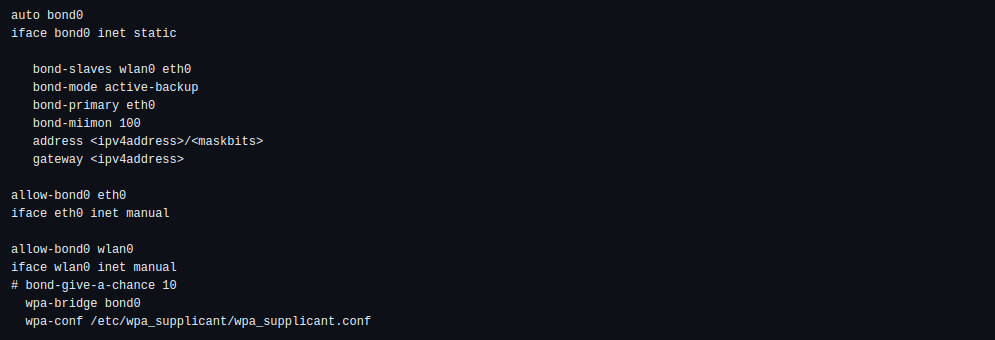 auto bond0
iface bond0 inet static
bond-slaves wlan0 eth0
bond-mode active-backup
bond-primary eth0
bond-miimon 100
address <ipv4address>/<maskbits>
gateway <ipv4address>
allow-bond0 eth0
iface eth0 inet manual
allow-bond0 wlan0
iface wlan0 inet manual
# bond-give-a-chance 10
wpa-bridge bond0
wpa-conf /etc/wpa_supplicant/wpa_supplicant.conf